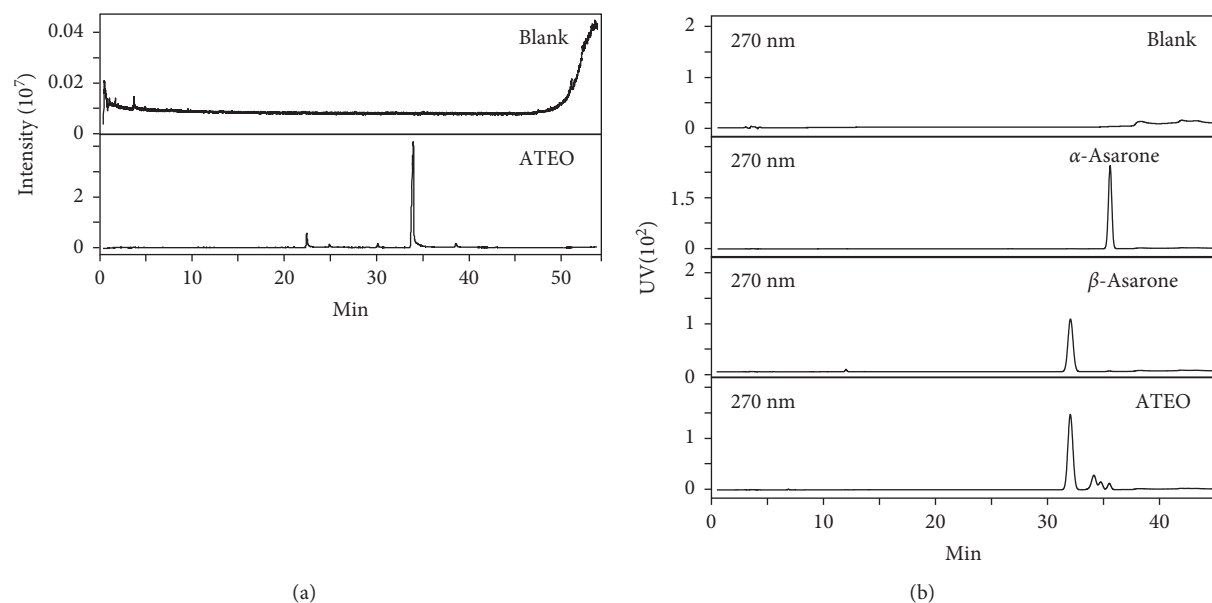 0.04
Blank
0.02
0
ATEO
2
0
Intensity (10⁷)
0 10 20 30 40 50
Min
(a)
2
270 nm
Blank
1
0
270 nm
α-Asarone
1.5
0
2
270 nm
β-Asarone
1
0
270 nm
ATEO
1
0
UV (10²)
0 10 20 30 40
Min
(b)